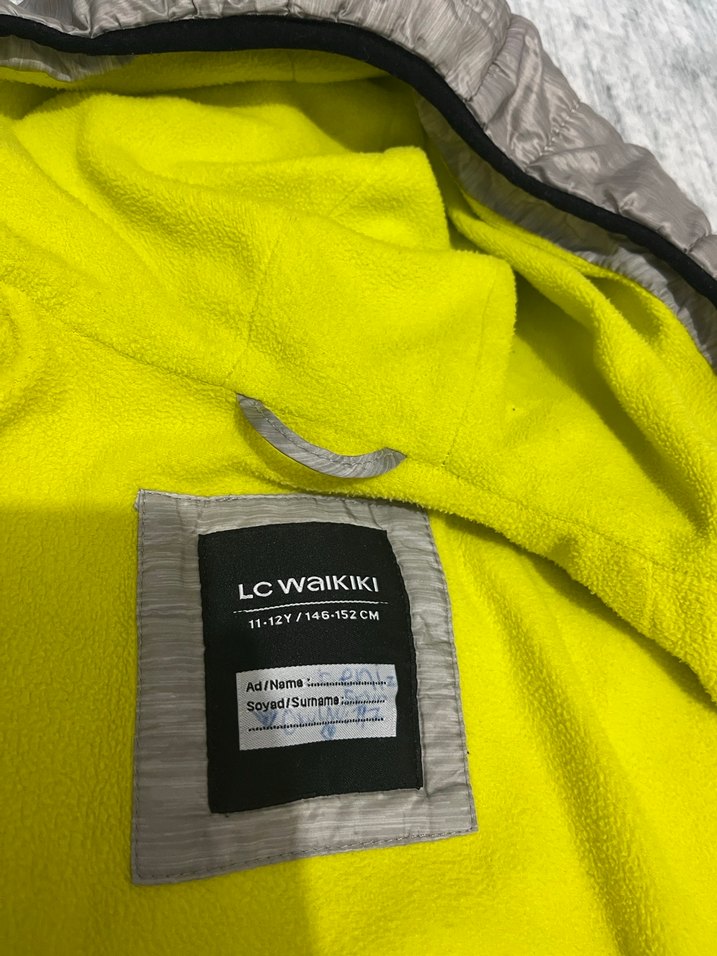 LC WAIKIKI
11-12Y / 146-152 CM
Ad/Name :
Soyad/Surname: